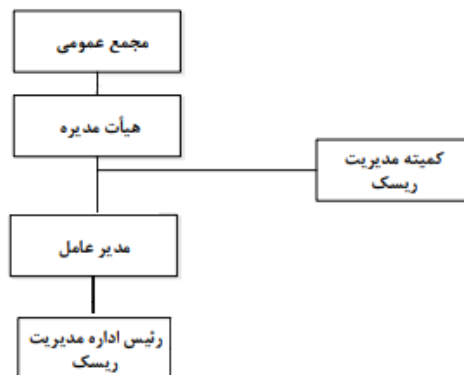 مجمع عمومی
هیأت مدیره
کمیته مدیریت
ریسک
مدیر عامل
رئیس اداره مدیریت
ریسک